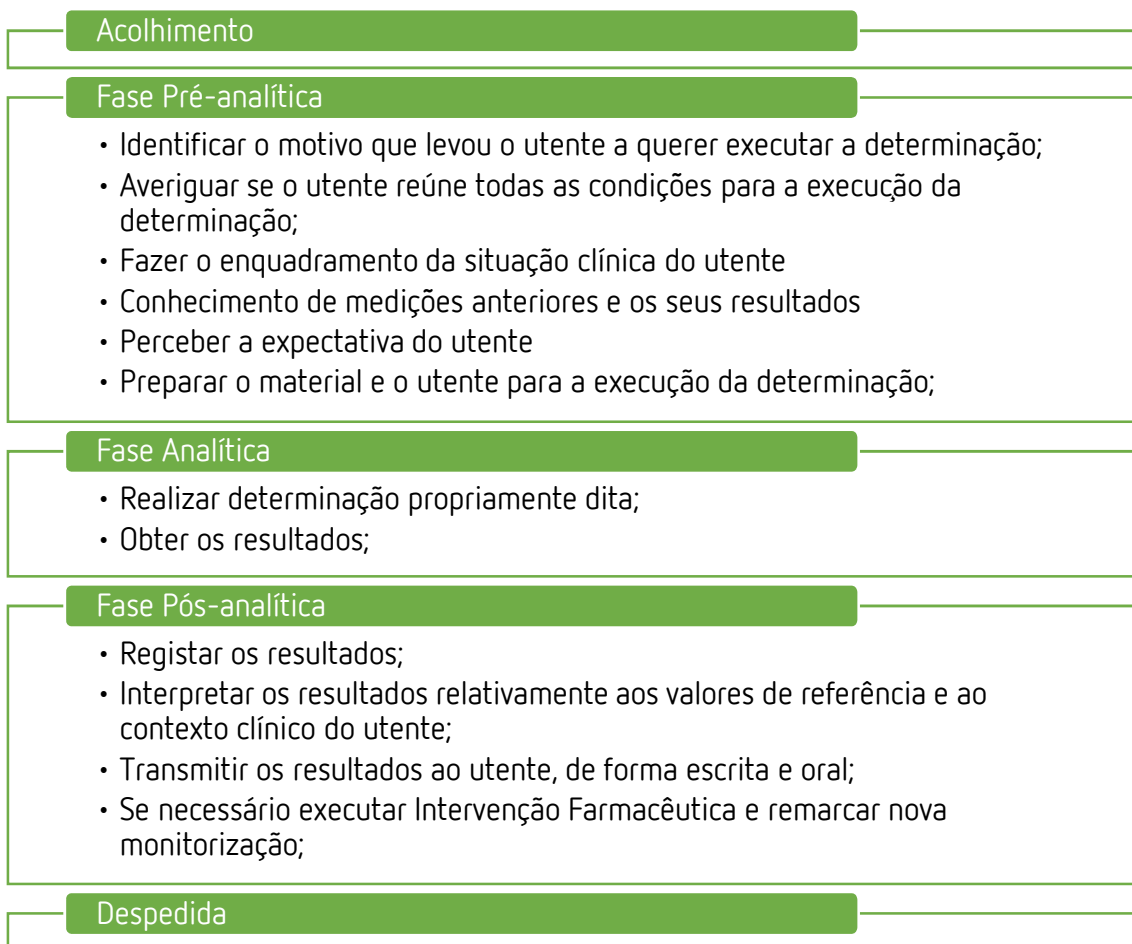 Acolhimento
Fase Pré-analítica
• Identificar o motivo que levou o utente a querer executar a determinação;
• Averiguar se o utente reúne todas as condições para a execução da
determinação;
• Fazer o enquadramento da situação clínica do utente
• Conhecimento de medições anteriores e os seus resultados
• Perceber a expectativa do utente
• Preparar o material e o utente para a execução da determinação;
Fase Analítica
• Realizar determinação propriamente dita;
• Obter os resultados;
Fase Pós-analítica
• Registar os resultados;
• Interpretar os resultados relativamente aos valores de referência e ao
contexto clínico do utente;
• Transmitir os resultados ao utente, de forma escrita e oral;
• Se necessário executar Intervenção Farmacêutica e remarcar nova
monitorização;
Despedida